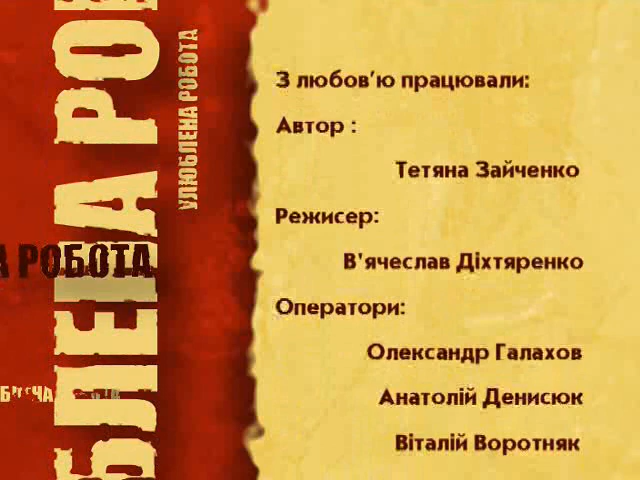 БЛЕНА РО
УЛЮБЛЕНА РОБОТА
А РОБОТА
З любов’ю працювали:
Автор :
Тетяна Зайченко
Режисер:
В'ячеслав Діхтяренко
Оператори:
Олександр Галахов
Анатолій Денисюк
Віталій Воротняк